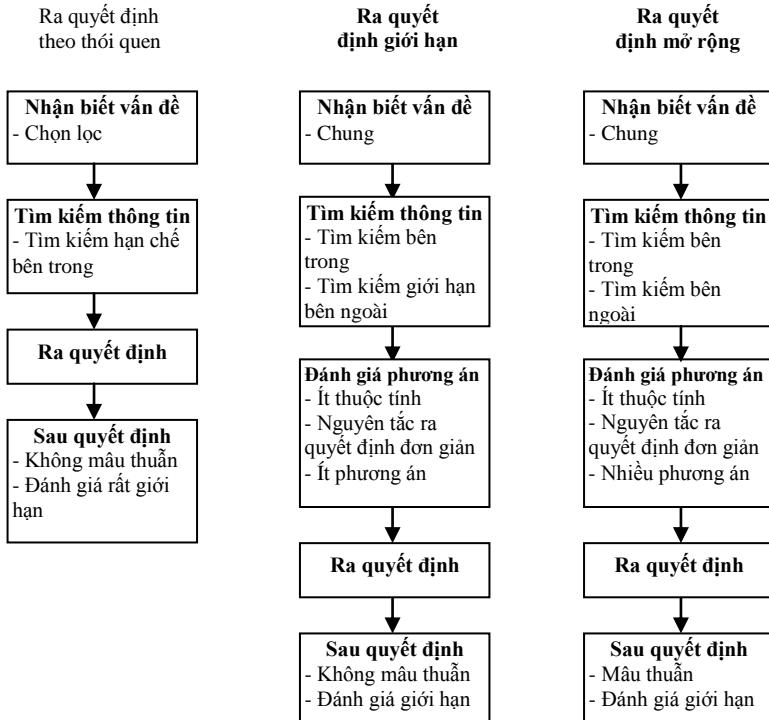 Ra quyết định
theo thói quen
Nhận biết vấn đề
- Chọn lọc
Tìm kiếm thông tin
- Tìm kiếm hạn chế
bên trong
Ra quyết định
Sau quyết định
- Không mâu thuẫn
- Đánh giá rất giới
hạn
Ra quyết
định giới hạn
Nhận biết vấn đề
- Chung
Tìm kiếm thông tin
- Tìm kiếm bên
trong
- Tìm kiếm giới hạn
bên ngoài
Đánh giá phương án
- Ít thuộc tính
- Nguyên tắc ra
quyết định đơn giản
- Ít phương án
Ra quyết định
Sau quyết định
- Không mâu thuẫn
- Đánh giá giới hạn
Ra quyết
định mở rộng
Nhận biết vấn đề
- Chung
Tìm kiếm thông tin
- Tìm kiếm bên
trong
- Tìm kiếm bên
ngoài
Đánh giá phương án
- Ít thuộc tính
- Nguyên tắc ra
quyết định đơn giản
- Nhiều phương án
Ra quyết định
Sau quyết định
- Mâu thuẫn
- Đánh giá giới hạn